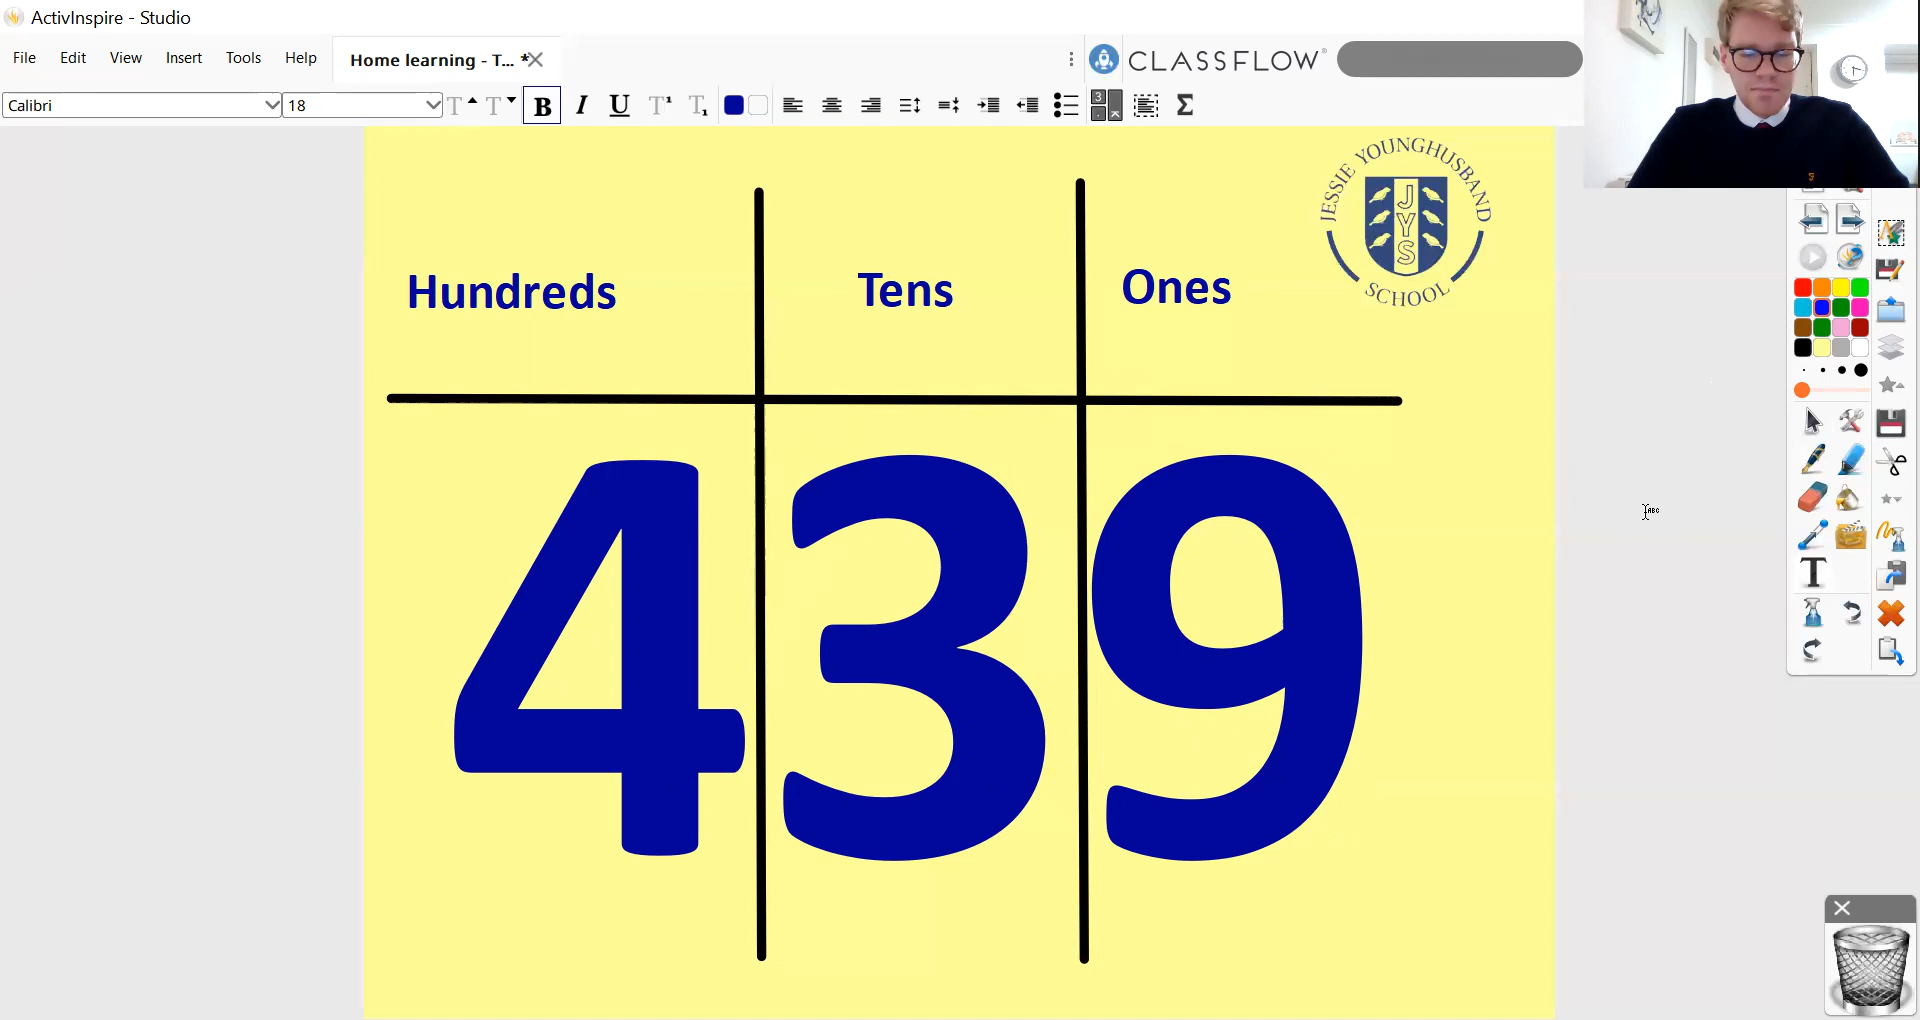 ActivInspire - Studio
File Edit View Insert Tools Help
Home learning - T... *
CLASSFLOW
Calibri 18
JESSIE YOUNGHUSBAND
SCHOOL
JYS
Hundreds Tens Ones
4 3 9